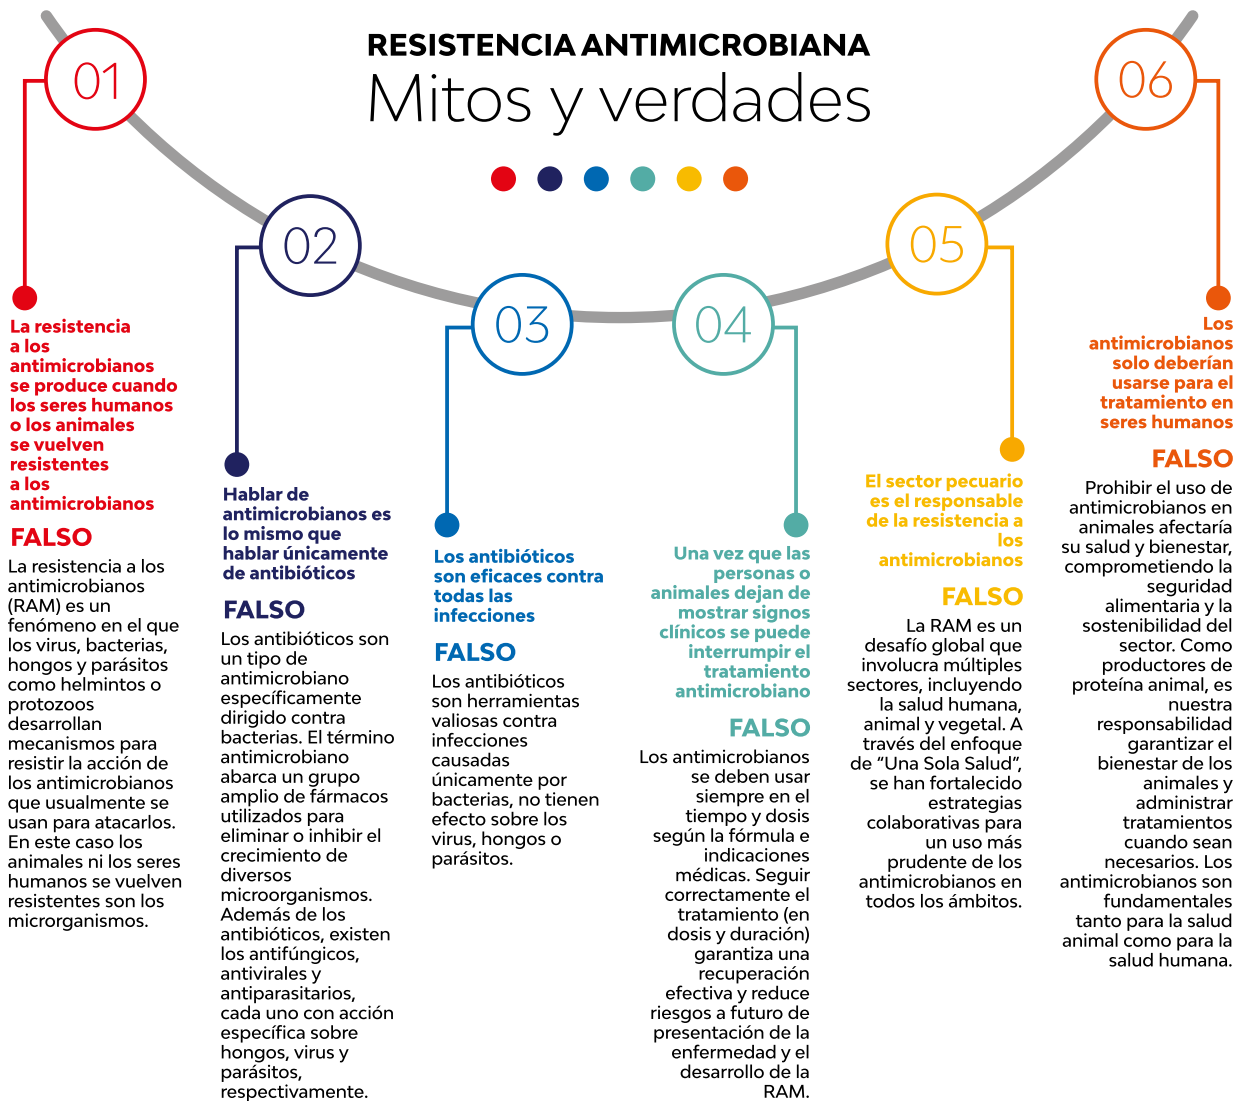 RESISTENCIA ANTIMICROBIANA
Mitos y verdades
01
La resistencia
a los
antimicrobianos
se produce cuando
los seres humanos
o los animales
se vuelven
resistentes
a los
antimicrobianos
FALSO
La resistencia a los
antimicrobianos
(RAM) es un
fenómeno en el que
los virus, bacterias,
hongos y parásitos
como helmintos o
protozoos
desarrollan
mecanismos para
resistir la acción de
los antimicrobianos
que usualmente se
usan para atacarlos.
En este caso los
animales ni los seres
humanos se vuelven
resistentes son los
microrganismos.
02
Hablar de
antimicrobianos es
lo mismo que
hablar únicamente
de antibióticos
FALSO
Los antibióticos son
un tipo de
antimicrobiano
específicamente
dirigido contra
bacterias. El término
antimicrobiano
abarca un grupo
amplio de fármacos
utilizados para
eliminar o inhibir el
crecimiento de
diversos
microorganismos.
Además de los
antibióticos, existen
los antifúngicos,
antivirales y
antiparasitarios,
cada uno con acción
específica sobre
hongos, virus y
parásitos,
respectivamente.
03
Los antibióticos
son eficaces contra
todas las
infecciones
FALSO
Los antibióticos
son herramientas
valiosas contra
infecciones
causadas
únicamente por
bacterias, no tienen
efecto sobre los
virus, hongos o
parásitos.
04
Una vez que las
personas o
animales dejan de
mostrar signos
clínicos se puede
interrumpir el
tratamiento
antimicrobiano
FALSO
Los antimicrobianos
se deben usar
siempre en el
tiempo y dosis
según la fórmula e
indicaciones
médicas. Seguir
correctamente el
tratamiento (en
dosis y duración)
garantiza una
recuperación
efectiva y reduce
riesgos a futuro de
presentación de la
enfermedad y el
desarrollo de la
RAM.
05
El sector pecuario
es el responsable
de la resistencia a
los
antimicrobianos
FALSO
La RAM es un
desafío global que
involucra múltiples
sectores, incluyendo
la salud humana,
animal y vegetal. A
través del enfoque
de “Una Sola Salud”,
se han fortalecido
estrategias
colaborativas para
un uso más
prudente de los
antimicrobianos en
todos los ámbitos.
06
Los
antimicrobianos
solo deberían
usarse para el
tratamiento en
seres humanos
FALSO
Prohibir el uso de
antimicrobianos en
animales afectaría
su salud y bienestar,
comprometiendo la
seguridad
alimentaria y la
sostenibilidad del
sector. Como
productores de
proteína animal, es
nuestra
responsabilidad
garantizar el
bienestar de los
animales y
administrar
tratamientos
cuando sean
necesarios. Los
antimicrobianos son
fundamentales
tanto para la salud
animal como para la
salud humana.